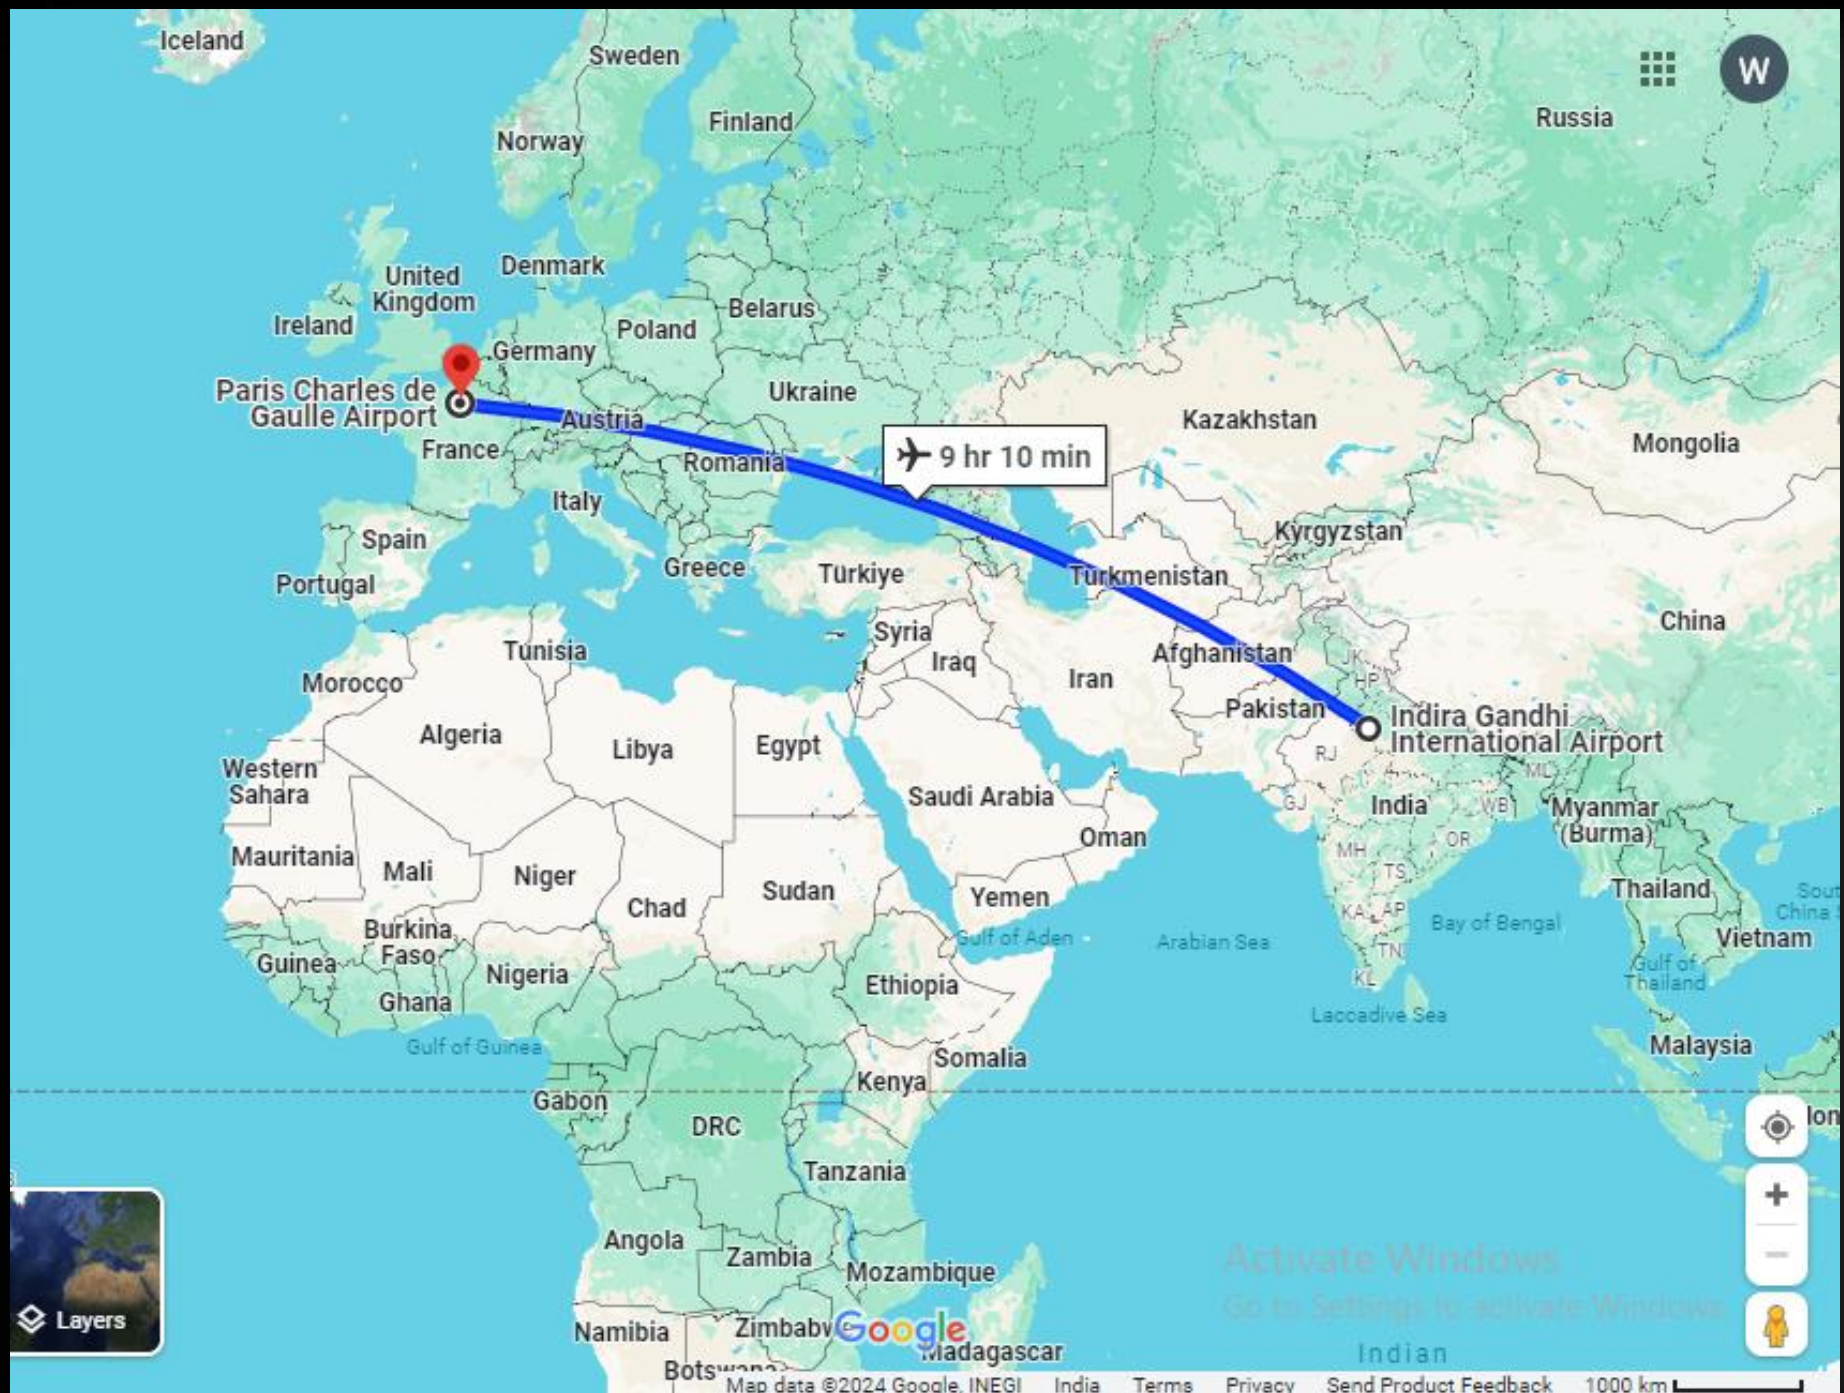 Iceland
Sweden
W
Russia
Finland
Norway
Denmark
United
Kingdom
Belarus
Ireland
Poland
Germany
Paris Charles de
Gaulle Airport
Ukraine
Austria
Kazakhstan
France
Romania
9 hr 10 min
Mongolia
Italy
Spain
Kyrgyzstan
Portugal
Greece
Türkiye
Turkmenistan
China
Syria
Tunisia
Iraq
Afghanistan
JK
HP
Morocco
Iran
Pakistan
Indira Gandhi
International Airport
Algeria
Libya
Egypt
RJ
Western
Sahara
Saudi Arabia
GJ
India
WB
ML
Myanmar
(Burma)
Oman
OR
MH
Mauritania
Mali
Niger
Sudan
TS
Thailand
Chad
Yemen
KA
AP
Bay of Bengal
Burkina
Faso
Gulf of Aden
Arabian Sea
TN
Vietnam
Guinea
Nigeria
Ethiopia
KL
Gulf of
Thailand
Ghana
Laccadive Sea
Gulf of Guinea
Somalia
Malaysia
Kenya
Gabon
DRC
Tanzania
Angola
Zambia
Mozambique
Activate Windows
Go to Settings to activate Windows.
Layers
Namibia
Google
Madagascar
Indian
Map data ©2024 Google, INEGI India Terms Privacy Send Product Feedback 1000 km